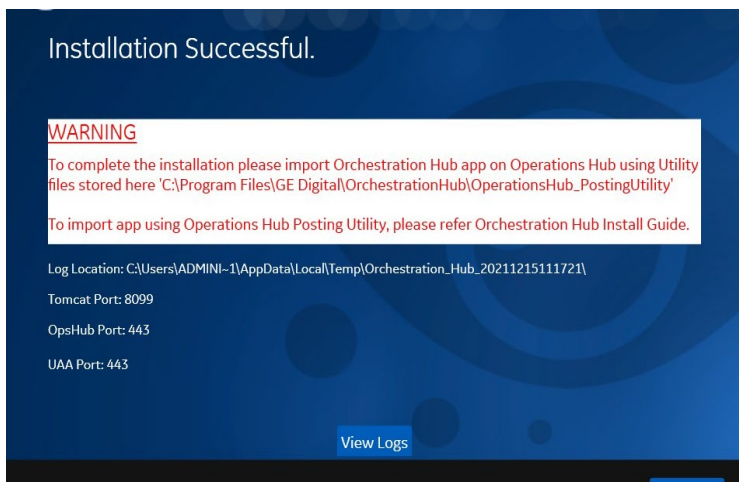 Installation Successful.
WARNING
To complete the installation please import Orchestration Hub app on Operations Hub using Utility
files stored here 'C:\Program Files\GE Digital\OrchestrationHub\OperationsHub_PostingUtility'
To import app using Operations Hub Posting Utility, please refer Orchestration Hub Install Guide.
Log Location: C:\Users\ADMINI~1\AppData\Local\Temp\Orchestration_Hub_20211215111721\
Tomcat Port: 8099
OpsHub Port: 443
UAA Port: 443
View Logs